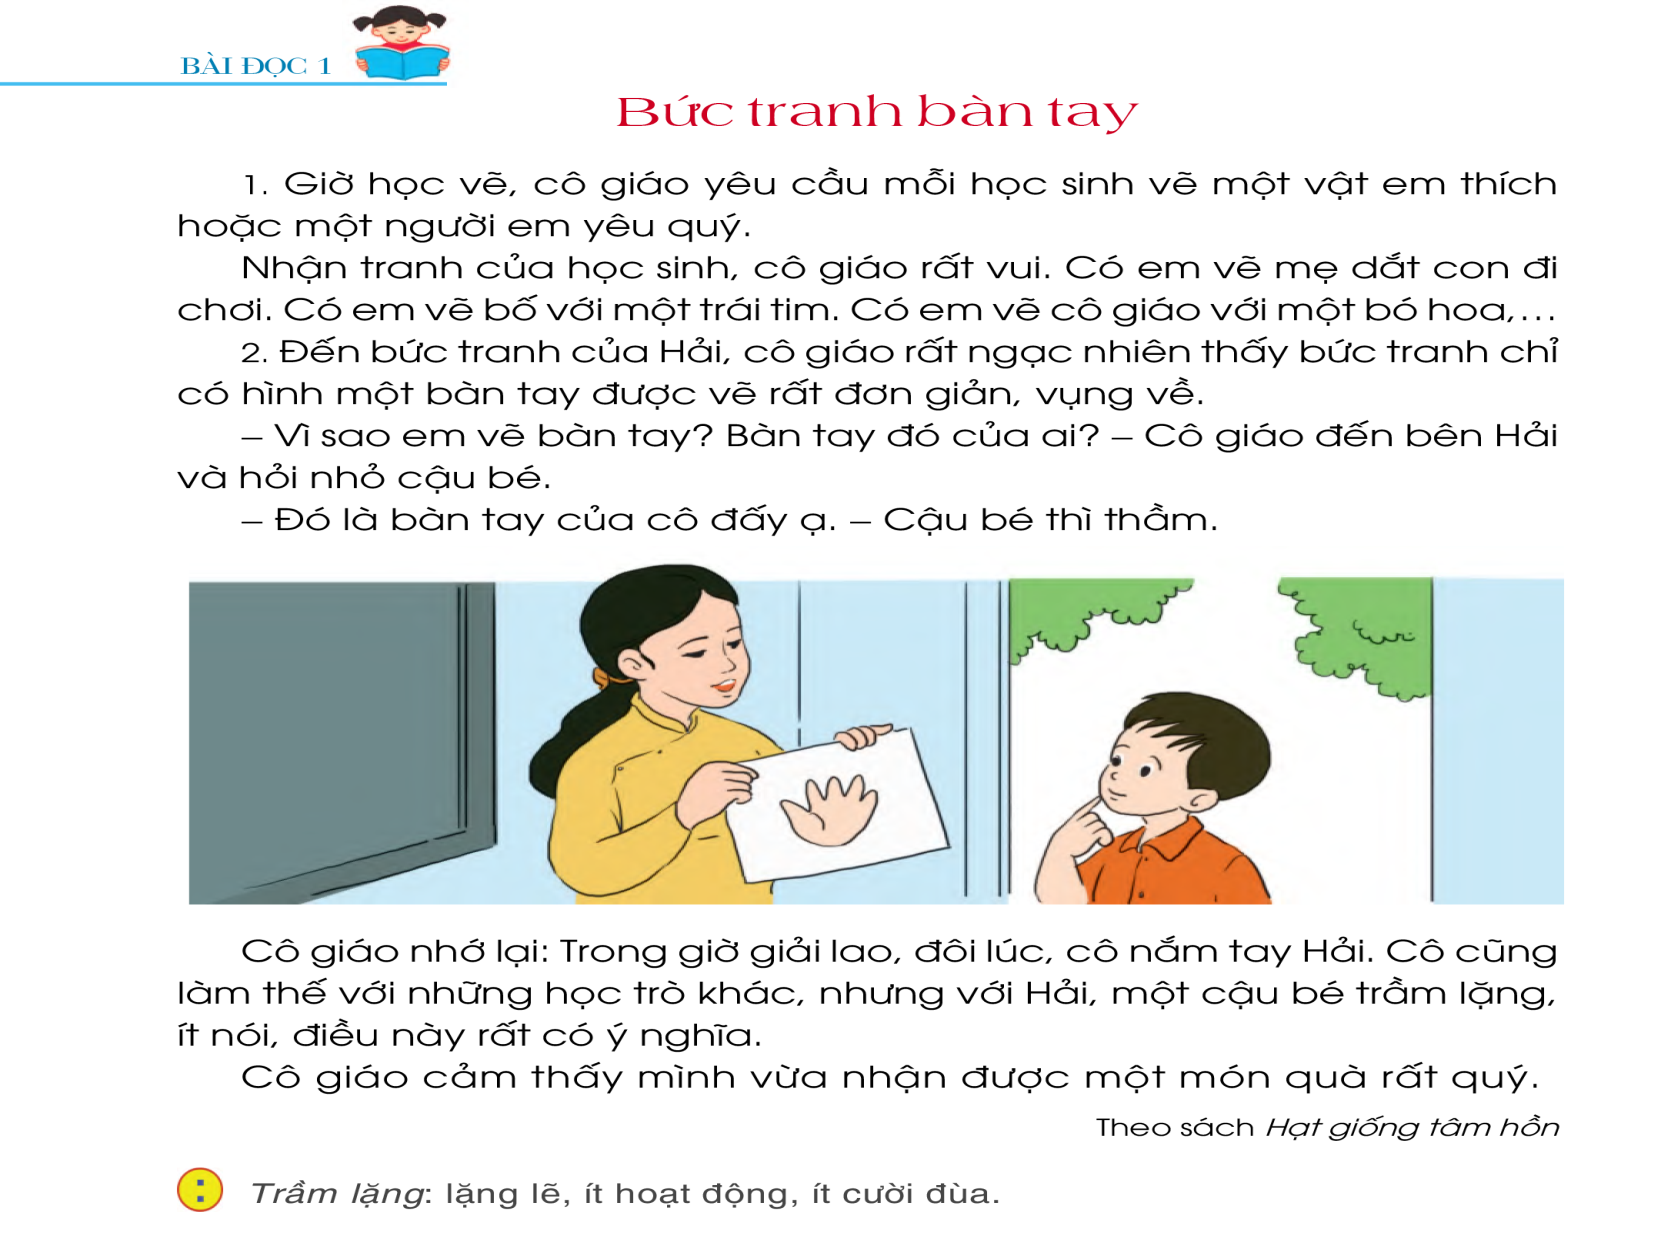 BÀI ĐỌC 1
Bức tranh bàn tay
1. Giờ học vẽ, cô giáo yêu cầu mỗi học sinh vẽ một vật em thích
hoặc một người em yêu quý.
Nhận tranh của học sinh, cô giáo rất vui. Có em vẽ mẹ dắt con đi
chơi. Có em vẽ bố với một trái tim. Có em vẽ cô giáo với một bó hoa,...
2. Đến bức tranh của Hải, cô giáo rất ngạc nhiên thấy bức tranh chỉ
có hình một bàn tay được vẽ rất đơn giản, vụng về.
– Vì sao em vẽ bàn tay? Bàn tay đó của ai? – Cô giáo đến bên Hải
và hỏi nhỏ cậu bé.
– Đó là bàn tay của cô đấy ạ. – Cậu bé thì thầm.
Cô giáo nhớ lại: Trong giờ giải lao, đôi lúc, cô nắm tay Hải. Cô cũng
làm thế với những học trò khác, nhưng với Hải, một cậu bé trầm lặng,
ít nói, điều này rất có ý nghĩa.
Cô giáo cảm thấy mình vừa nhận được một món quà rất quý.
Theo sách Hạt giống tâm hồn
Trầm lặng: lặng lẽ, ít hoạt động, ít cười đùa.